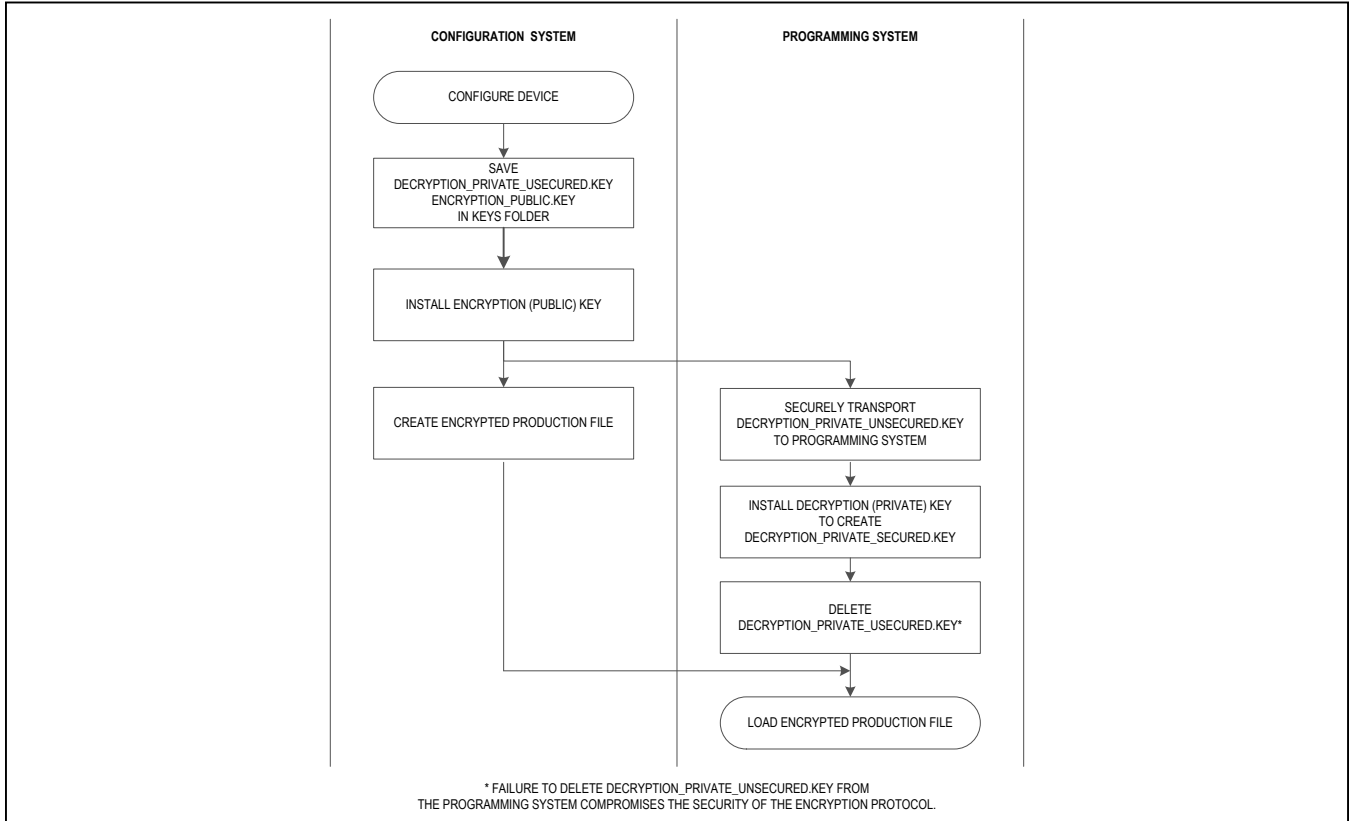 CONFIGURATION SYSTEM
PROGRAMMING SYSTEM
CONFIGURE DEVICE
SAVE
DECRYPTION_PRIVATE_USECURED.KEY
ENCRYPTION_PUBLIC.KEY
IN KEYS FOLDER
INSTALL ENCRYPTION (PUBLIC) KEY
CREATE ENCRYPTED PRODUCTION FILE
SECURELY TRANSPORT
DECRYPTION_PRIVATE_UNSECURED.KEY
TO PROGRAMMING SYSTEM
INSTALL DECRYPTION (PRIVATE) KEY
TO CREATE
DECRYPTION_PRIVATE_SECURED.KEY
DELETE
DECRYPTION_PRIVATE_USECURED.KEY*
LOAD ENCRYPTED PRODUCTION FILE
* FAILURE TO DELETE DECRYPTION_PRIVATE_UNSECURED.KEY FROM
THE PROGRAMMING SYSTEM COMPROMISES THE SECURITY OF THE ENCRYPTION PROTOCOL.